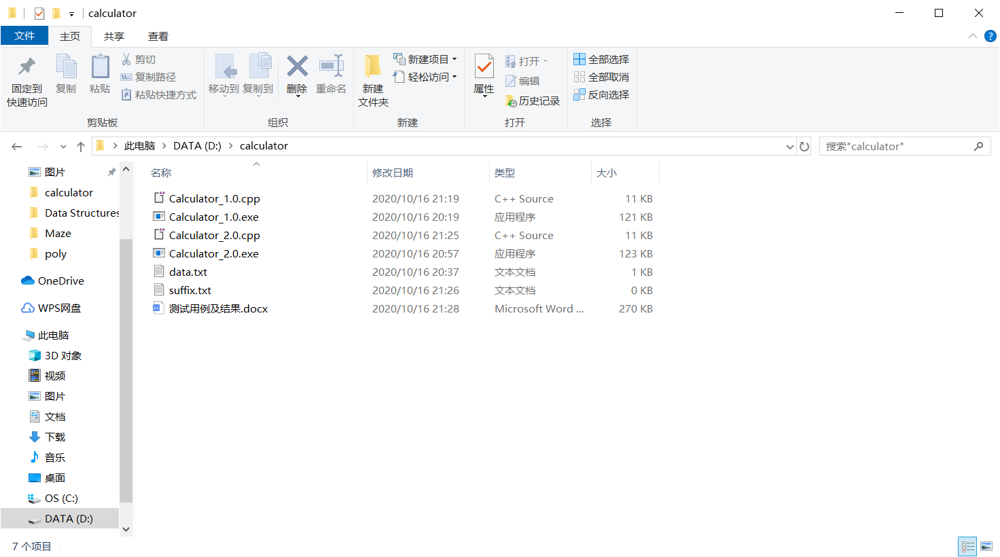 calculator
文件 主页 共享 查看
固定到
快速访问
复制
粘贴
剪切
复制路径
粘贴快捷方式
剪贴板
移动到 复制到 删除 重命名
组织
新建
文件夹
新建项目
轻松访问
新建
属性
打开
编辑
历史记录
打开
全部选择
全部取消
反向选择
选择
此电脑 DATA (D:) calculator
搜索"calculator"
图片
calculator
Data Structures
Maze
poly
OneDrive
WPS网盘
此电脑
3D 对象
视频
图片
文档
下载
音乐
桌面
OS (C:)
DATA (D:)
名称 修改日期 类型 大小
Calculator_1.0.cpp 2020/10/16 21:19 C++ Source 11 KB
Calculator_1.0.exe 2020/10/16 20:19 应用程序 121 KB
Calculator_2.0.cpp 2020/10/16 21:25 C++ Source 11 KB
Calculator_2.0.exe 2020/10/16 20:57 应用程序 123 KB
data.txt 2020/10/16 20:37 文本文档 1 KB
suffix.txt 2020/10/16 21:26 文本文档 0 KB
测试用例及结果.docx 2020/10/16 21:28 Microsoft Word ... 270 KB
7 个项目